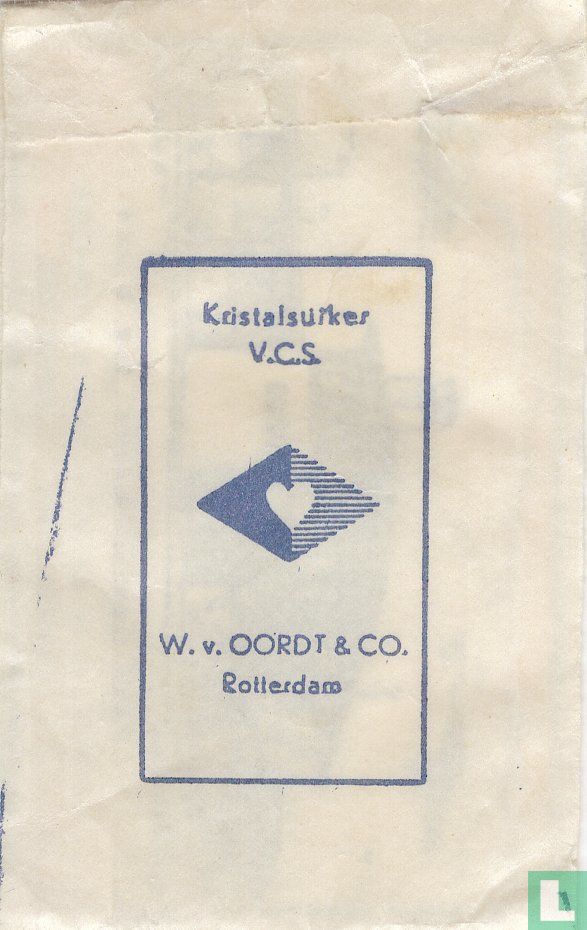 Kristalsuiker
V.C.S.
W. v. OORDT & CO.
Rotterdam